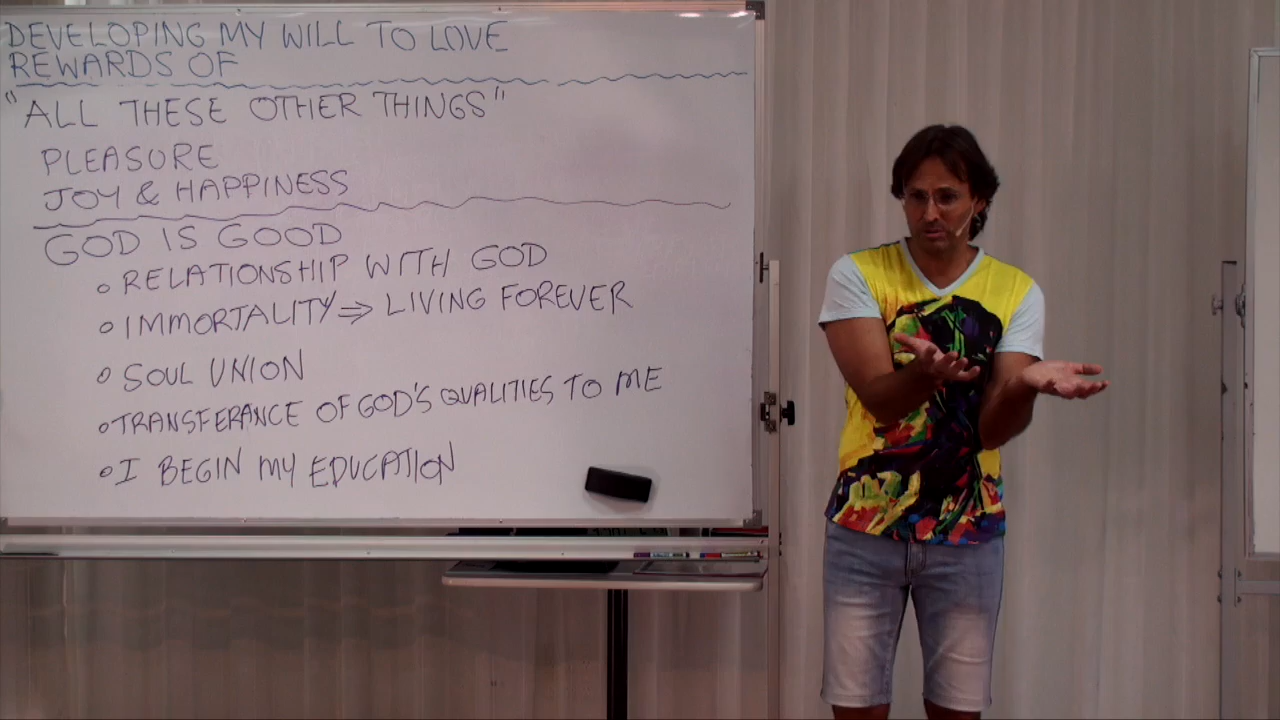 DEVELOPING MY WILL TO LOVE
REWARDS OF
"ALL THESE OTHER THINGS"
PLEASURE
JOY & HAPPINESS
GOD IS GOOD
o RELATIONSHIP WITH GOD
o IMMORTALITY ⇒ LIVING FOREVER
o SOUL UNION
o TRANSFERANCE OF GOD'S QUALITIES TO ME
o I BEGIN MY EDUCATION